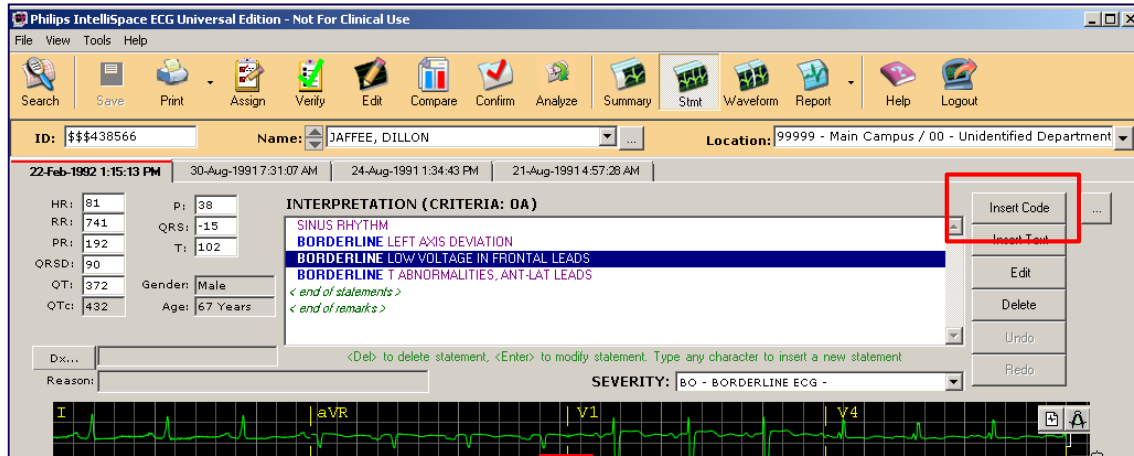 Philips IntelliSpace ECG Universal Edition - Not For Clinical Use
File View Tools Help
Search Save Print Assign Verify Edit Compare Confirm Analyze Summary Stmt Waveform Report Help Logout
ID: $$$438566 Name: JAFFEE, DILLON ... Location: 99999 - Main Campus / 00 - Unidentified Department
22-Feb-1992 1:15:13 PM 30-Aug-1991 7:31:07 AM 24-Aug-1991 1:34:43 PM 21-Aug-1991 4:57:28 AM
HR: 81 P: 38 INTERPRETATION (CRITERIA: 0A) Insert Code ...
RR: 741 QRS: -15 SINUS RHYTHM
PR: 192 T: 102 BORDERLINE LEFT AXIS DEVIATION Insert Text
QRSD: 90 BORDERLINE LOW VOLTAGE IN FRONTAL LEADS
QT: 372 Gender: Male BORDERLINE T ABNORMALITIES, ANT-LAT LEADS Edit
QTc: 432 Age: 67 Years < end of statements > Delete
< end of remarks >
Undo
Dx... <Del> to delete statement, <Enter> to modify statement. Type any character to insert a new statement
Redo
Reason: SEVERITY: BO - BORDERLINE ECG -
I aVR V1 V4